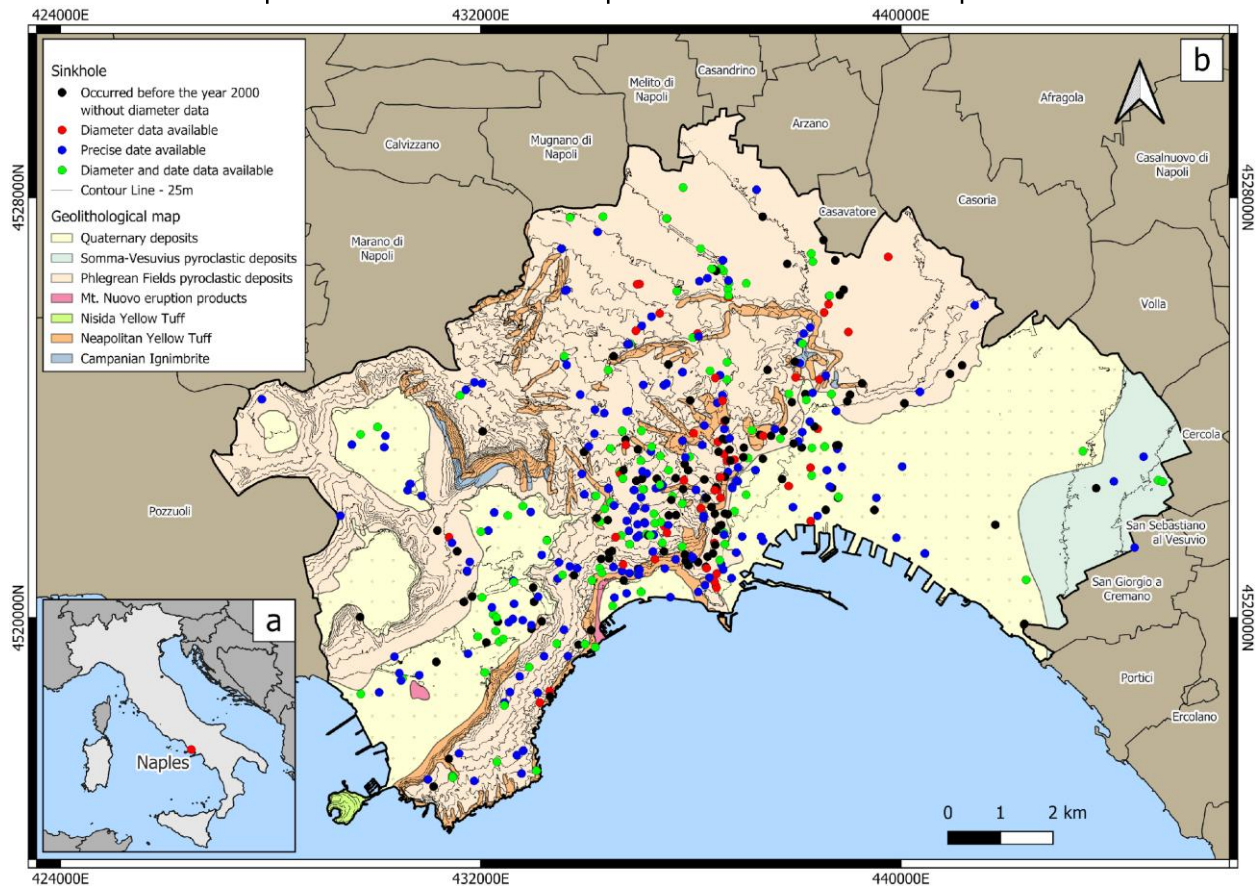 424000E
432000E
440000E
b
Sinkhole
Occurred before the year 2000
without diameter data
Diameter data available
Precise date available
Diameter and date data available
Contour Line - 25m
Geolithological map
Quaternary deposits
Somma-Vesuvius pyroclastic deposits
Phlegrean Fields pyroclastic deposits
Mt. Nuovo eruption products
Nisida Yellow Tuff
Neapolitan Yellow Tuff
Campanian Ignimbrite
Casandrino
Melito di
Napoli
Afragola
Arzano
Mugnano di
Napoli
Calvizzano
Casalnuovo di
Napoli
4528000N
4528000N
Casoria
Casavatore
Marano di
Napoli
Volla
Cercola
Pozzuoli
San Sebastiano
al Vesuvio
San Giorgio a
Cremano
4520000N
4520000N
Portici
Ercolano
a
Naples
0 1 2 km
424000E
432000E
440000E